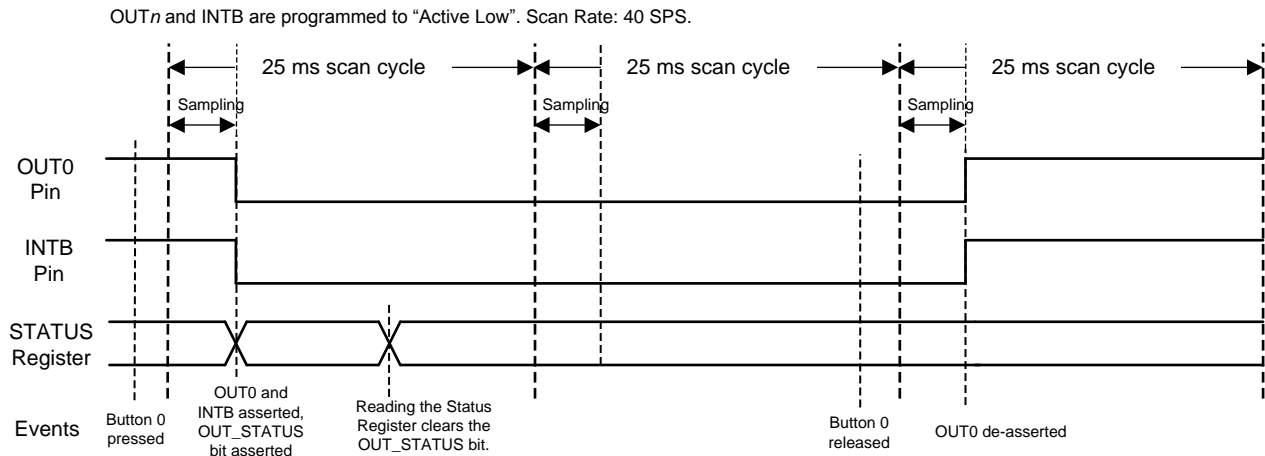 OUTn and INTB are programmed to “Active Low”. Scan Rate: 40 SPS.
25 ms scan cycle
25 ms scan cycle
25 ms scan cycle
Sampling
Sampling
Sampling
OUT0
Pin
INTB
Pin
STATUS
Register
Events
Button 0
pressed
OUT0 and
INTB asserted,
OUT_STATUS
bit asserted
Reading the Status
Register clears the
OUT_STATUS bit.
Button 0
released
OUT0 de-asserted